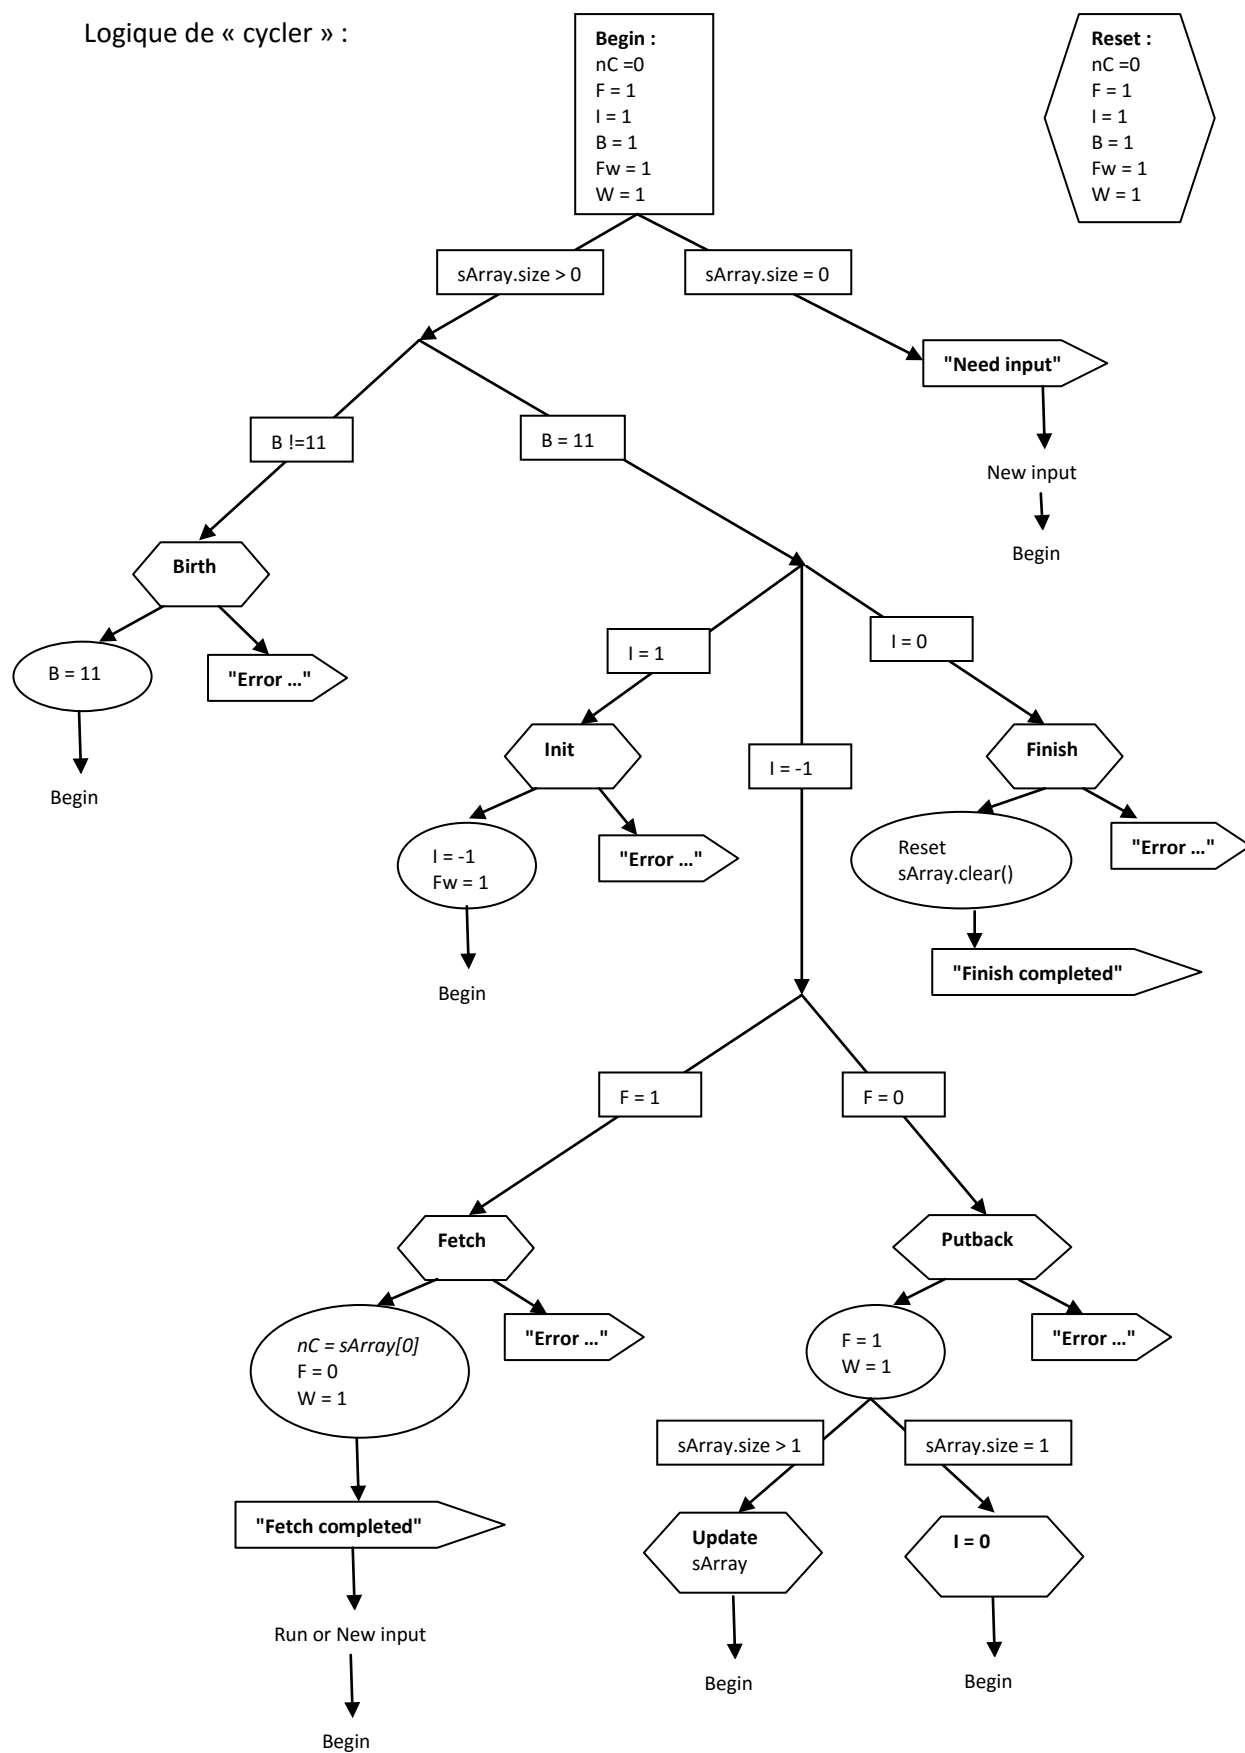 Logique de « cycler » :
Begin :
nC =0
F = 1
I = 1
B = 1
Fw = 1
W = 1
Reset :
nC =0
F = 1
I = 1
B = 1
Fw = 1
W = 1
sArray.size > 0
sArray.size = 0
"Need input"
B !=11
B = 11
New input
Begin
Birth
B = 11
"Error ..."
Begin
I = 1
I = 0
I = -1
Init
Finish
I = -1
Fw = 1
"Error ..."
Reset
sArray.clear()
"Error ..."
Begin
"Finish completed"
F = 1
F = 0
Fetch
Putback
nC = sArray[0]
F = 0
W = 1
"Error ..."
F = 1
W = 1
"Error ..."
sArray.size > 1
sArray.size = 1
"Fetch completed"
Update
sArray
I = 0
Run or New input
Begin
Begin
Begin